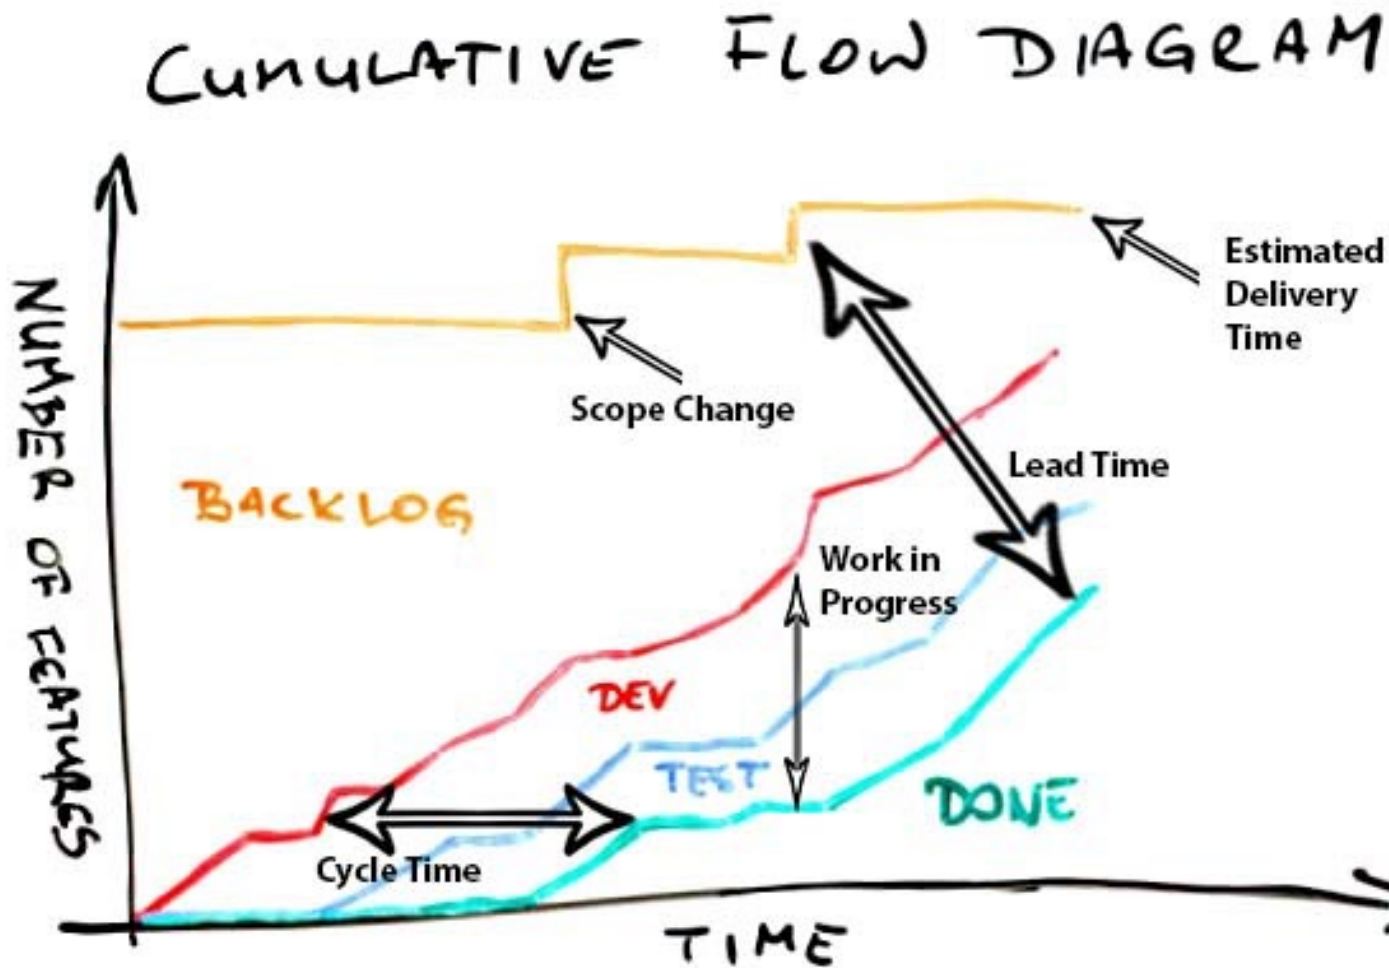 CUMULATIVE FLOW DIAGRAM
NUMBER OF FEATURES
Estimated
Delivery
Time
Scope Change
BACKLOG
Lead Time
Work in
Progress
DEV
TEST
DONE
Cycle Time
TIME